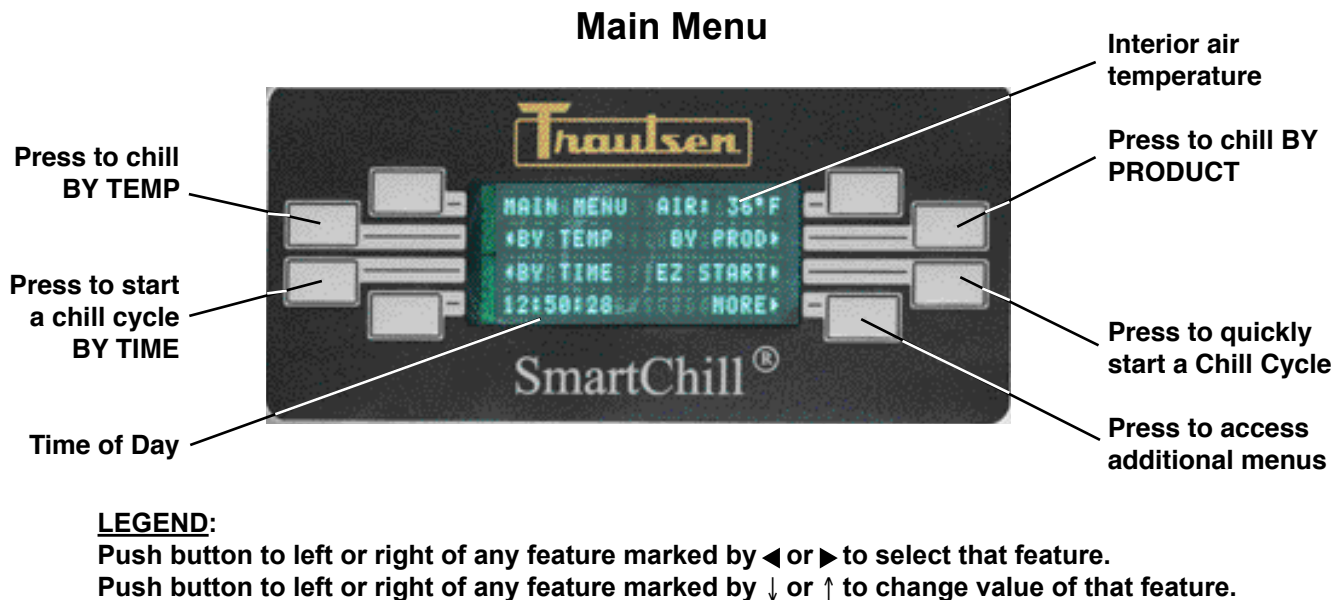 Main Menu
Interior air
temperature
Press to chill BY
PRODUCT
Press to chill
BY TEMP
Press to start
a chill cycle
BY TIME
Time of Day
Traulsen
MAIN MENU AIR: 36°F
◂BY TEMP BY PROD▸
◂BY TIME EZ START▸
12:50:28 MORE▸
SmartChill®
Press to quickly
start a Chill Cycle
Press to access
additional menus
LEGEND:
Push button to left or right of any feature marked by ◀ or ▶ to select that feature.
Push button to left or right of any feature marked by ↓ or ↑ to change value of that feature.